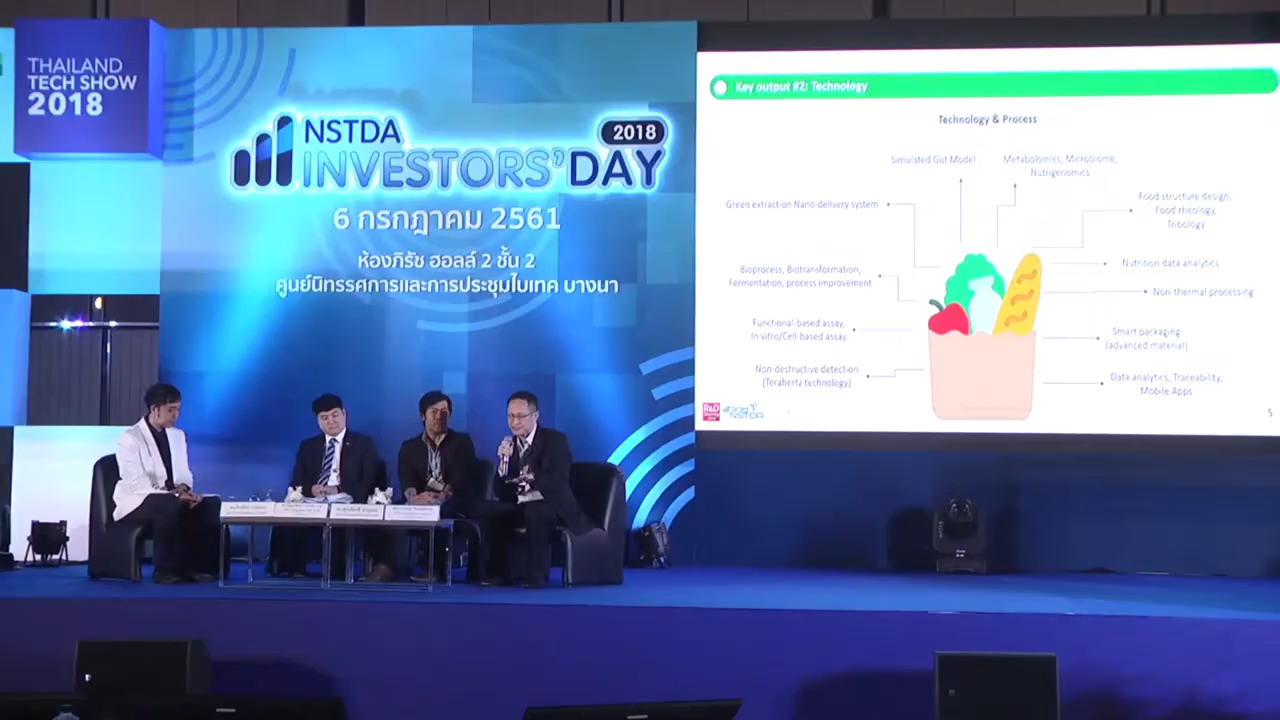 THAILAND
TECH SHOW
2018
NSTDA
2018
INVESTORS' DAY
6 กรกฎาคม 2561
ห้องภิรัช ฮอลล์ 2 ชั้น 2
ศูนย์นิทรรศการและการประชุมไบเทค บางนา
Key output #2: Technology
Technology & Process
Simulated Gut Model
Metabolomics, Microbiome,
Nutrigenomics
Green extraction Nano-delivery system
Food structure design,
Food rheology,
Tribology
Bioprocess, Biotransformation,
Fermentation, process improvement
Nutrition data analytics
Non-thermal processing
Functional-based assay,
In vitro/Cell-based assay
Smart packaging
(advanced material)
Non-destructive detection
(Terahertz technology)
Data analytics, Traceability,
Mobile Apps
R&D
สวทช
NSTDA
5